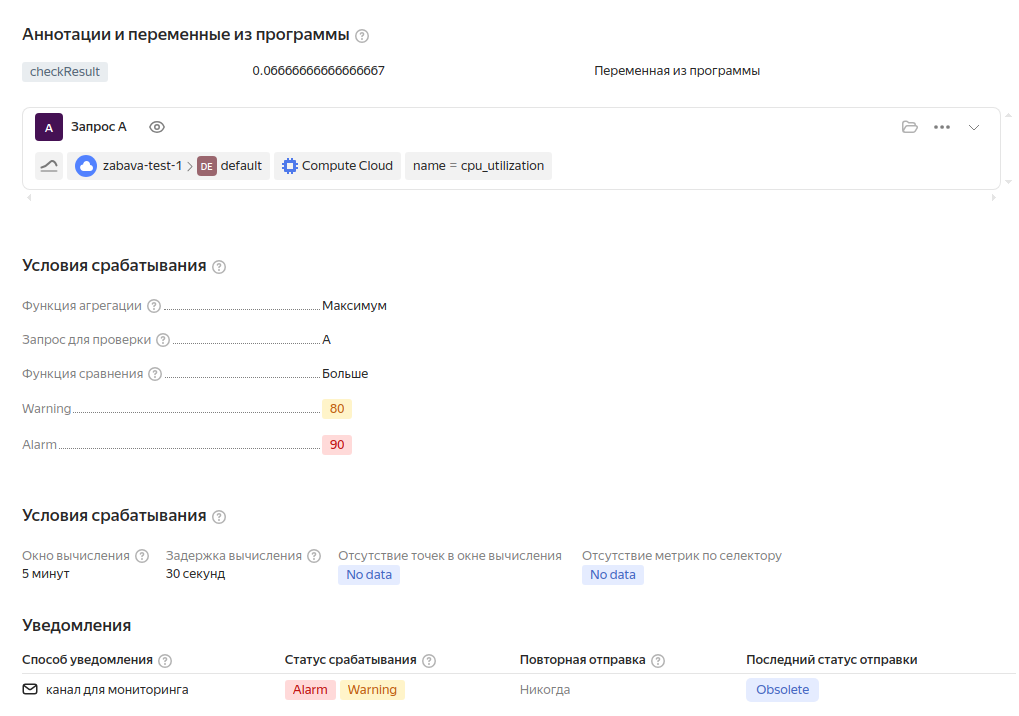 Аннотации и переменные из программы ?
checkResult 0.06666666666666667 Переменная из программы
A Запрос A
zabava-test-1 > DE default Compute Cloud name = cpu_utilization
Условия срабатывания ?
Функция агрегации ? Максимум
Запрос для проверки ? A
Функция сравнения ? Больше
Warning 80
Alarm 90
Условия срабатывания ?
Окно вычисления ? Задержка вычисления ? Отсутствие точек в окне вычисления Отсутствие метрик по селектору
5 минут 30 секунд No data No data
Уведомления
Способ уведомления ? Статус срабатывания ? Повторная отправка ? Последний статус отправки
канал для мониторинга Alarm Warning Никогда Obsolete